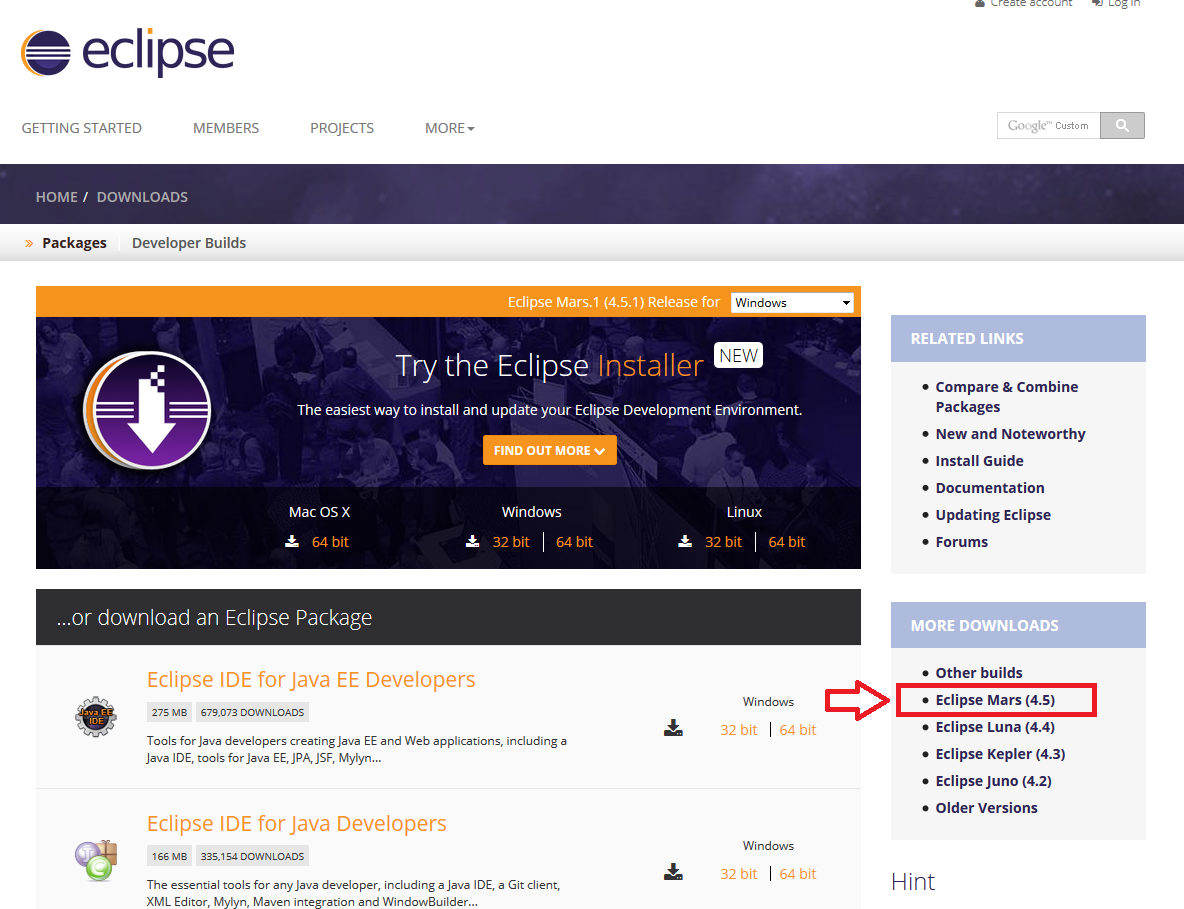 Create account Log in
eclipse
GETTING STARTED MEMBERS PROJECTS MORE
Google™ Custom
HOME / DOWNLOADS
» Packages Developer Builds
Eclipse Mars.1 (4.5.1) Release for Windows
Try the Eclipse Installer NEW
The easiest way to install and update your Eclipse Development Environment.
FIND OUT MORE
Mac OS X Windows Linux
64 bit 32 bit 64 bit 32 bit 64 bit
...or download an Eclipse Package
Eclipse IDE for Java EE Developers
275 MB 679,073 DOWNLOADS
Tools for Java developers creating Java EE and Web applications, including a
Java IDE, tools for Java EE, JPA, JSF, Mylyn...
Java EE
IDE
Windows
32 bit 64 bit
Eclipse IDE for Java Developers
166 MB 335,154 DOWNLOADS
The essential tools for any Java developer, including a Java IDE, a Git client,
XML Editor, Mylyn, Maven integration and WindowBuilder...
J
C
Windows
32 bit 64 bit
RELATED LINKS
• Compare & Combine
Packages
• New and Noteworthy
• Install Guide
• Documentation
• Updating Eclipse
• Forums
MORE DOWNLOADS
• Other builds
• Eclipse Mars (4.5)
• Eclipse Luna (4.4)
• Eclipse Kepler (4.3)
• Eclipse Juno (4.2)
• Older Versions
Hint